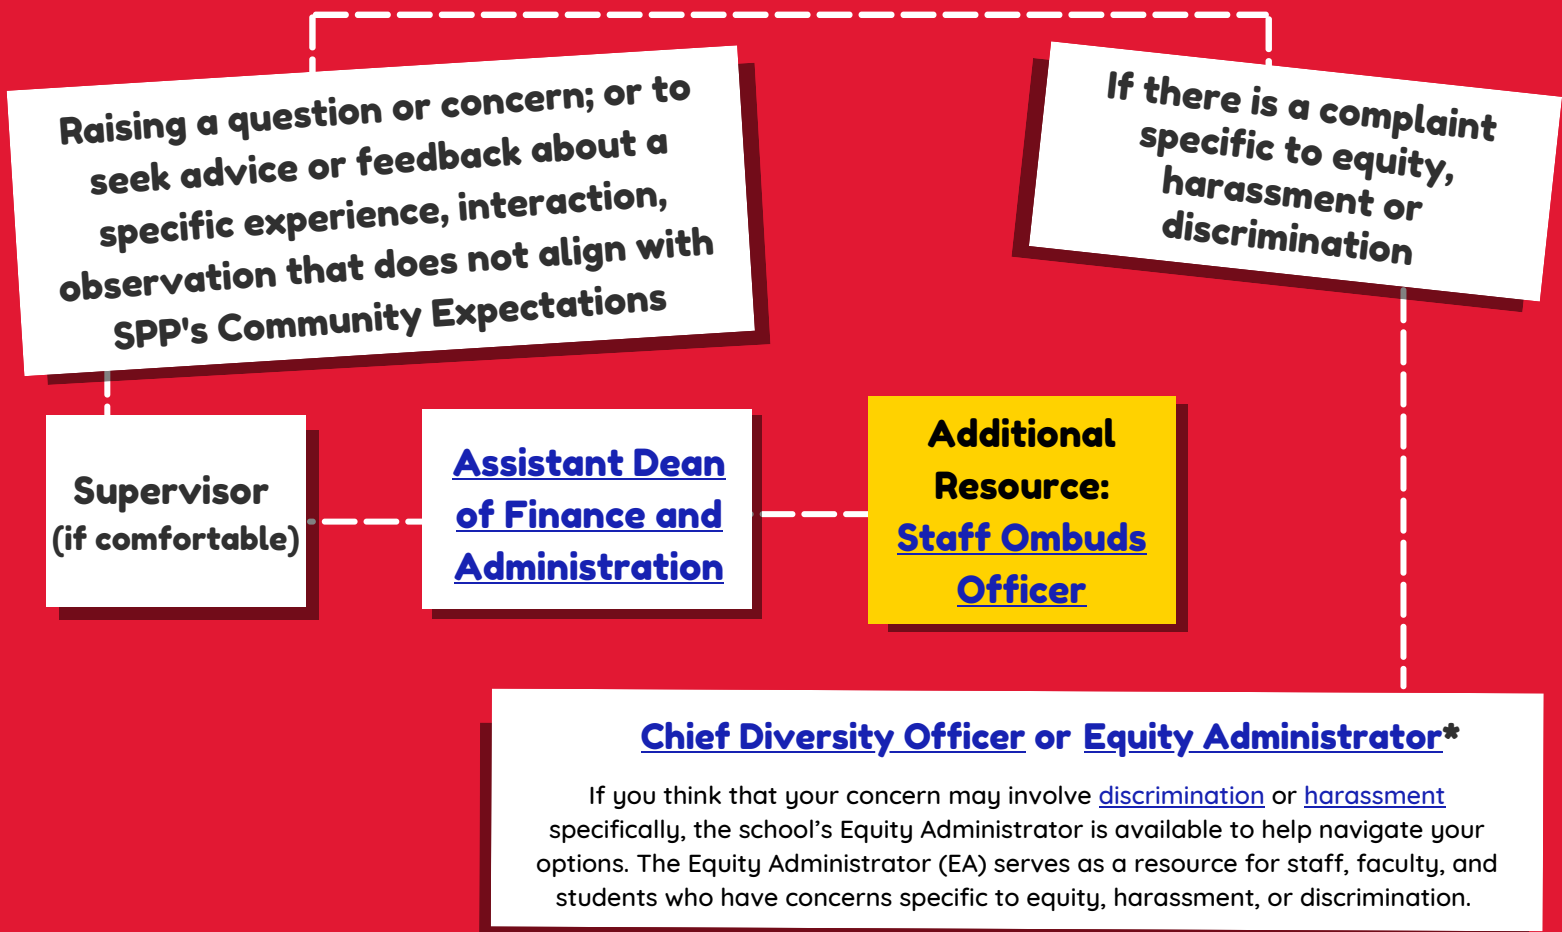 Raising a question or concern; or to
seek advice or feedback about a
specific experience, interaction,
observation that does not align with
SPP's Community Expectations
If there is a complaint
specific to equity,
harassment or
discrimination
Supervisor
(if comfortable)
Assistant Dean
of Finance and
Administration
Additional
Resource:
Staff Ombuds
Officer
Chief Diversity Officer or Equity Administrator*
If you think that your concern may involve discrimination or harassment
specifically, the school’s Equity Administrator is available to help navigate your
options. The Equity Administrator (EA) serves as a resource for staff, faculty, and
students who have concerns specific to equity, harassment, or discrimination.